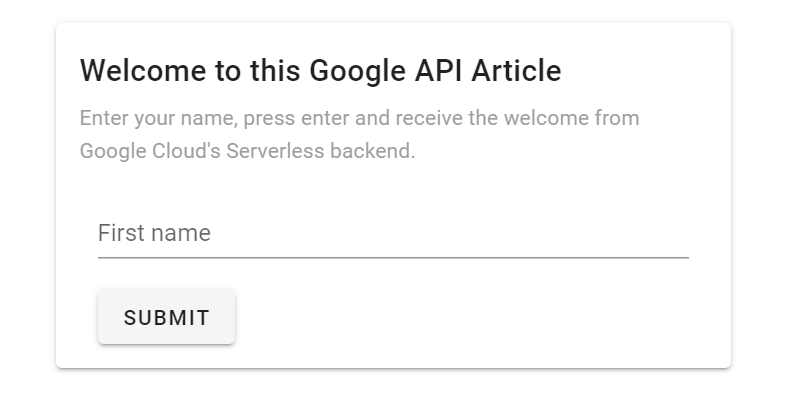 Welcome to this Google API Article
Enter your name, press enter and receive the welcome from
Google Cloud's Serverless backend.
First name
SUBMIT